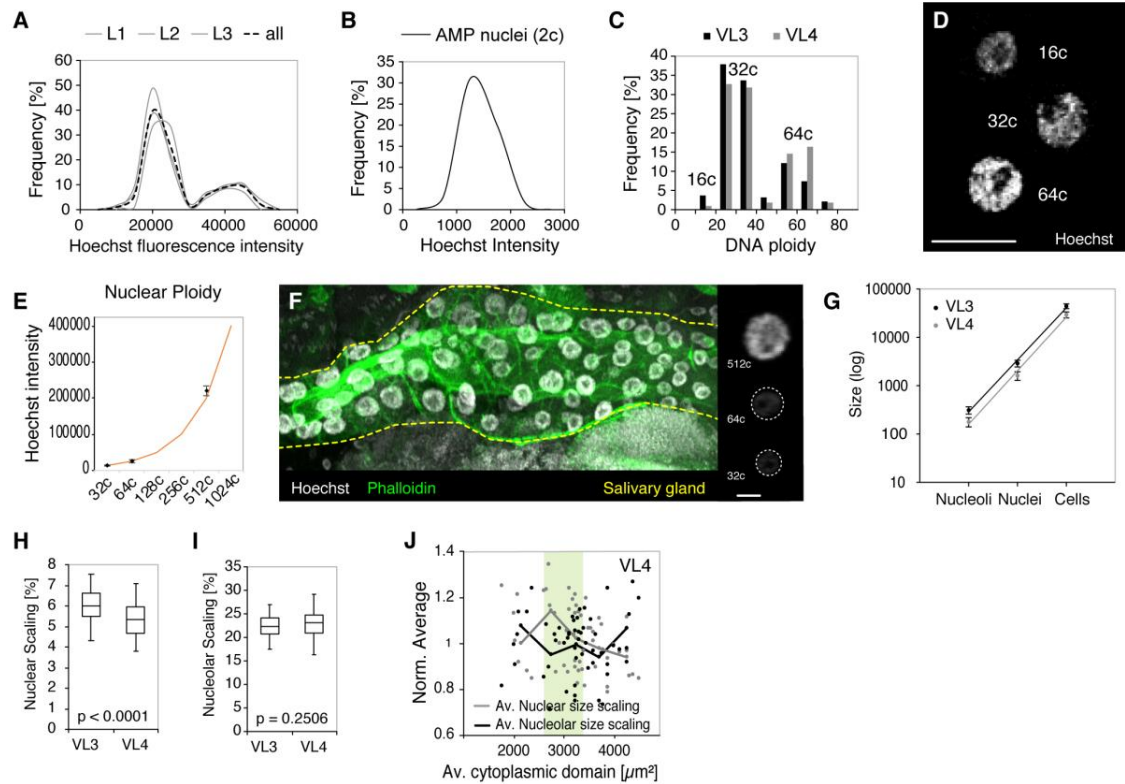 A
L1 L2 L3 all
Frequency [%]
60
50
40
30
20
10
0
0 20000 40000 60000
Hoechst fluorescence intensity
B
AMP nuclei (2c)
Frequency [%]
40
30
20
10
0
0 1000 2000 3000
Hoechst Intensity
C
VL3 VL4
Frequency [%]
40
35
30
25
20
15
10
5
0
16c
32c
64c
0 20 40 60 80
DNA ploidy
D
16c
32c
64c
Hoechst
E
Nuclear Ploidy
Hoechst intensity
400000
300000
200000
100000
0
32c 64c 128c 256c 512c 1024c
F
Hoechst Phalloidin Salivary gland
512c
64c
32c
G
VL3
VL4
Size (log)
100000
10000
1000
100
10
Nucleoli Nuclei Cells
H
Nuclear Scaling [%]
8
7
6
5
4
3
2
1
0
p < 0.0001
VL3 VL4
I
Nucleolar Scaling [%]
35
30
25
20
15
10
5
0
p = 0.2506
VL3 VL4
J
VL4
Norm. Average
1.4
1.2
1
0.8
0.6
Av. Nuclear size scaling
Av. Nucleolar size scaling
2000 3000 4000
Av. cytoplasmic domain [µm²]